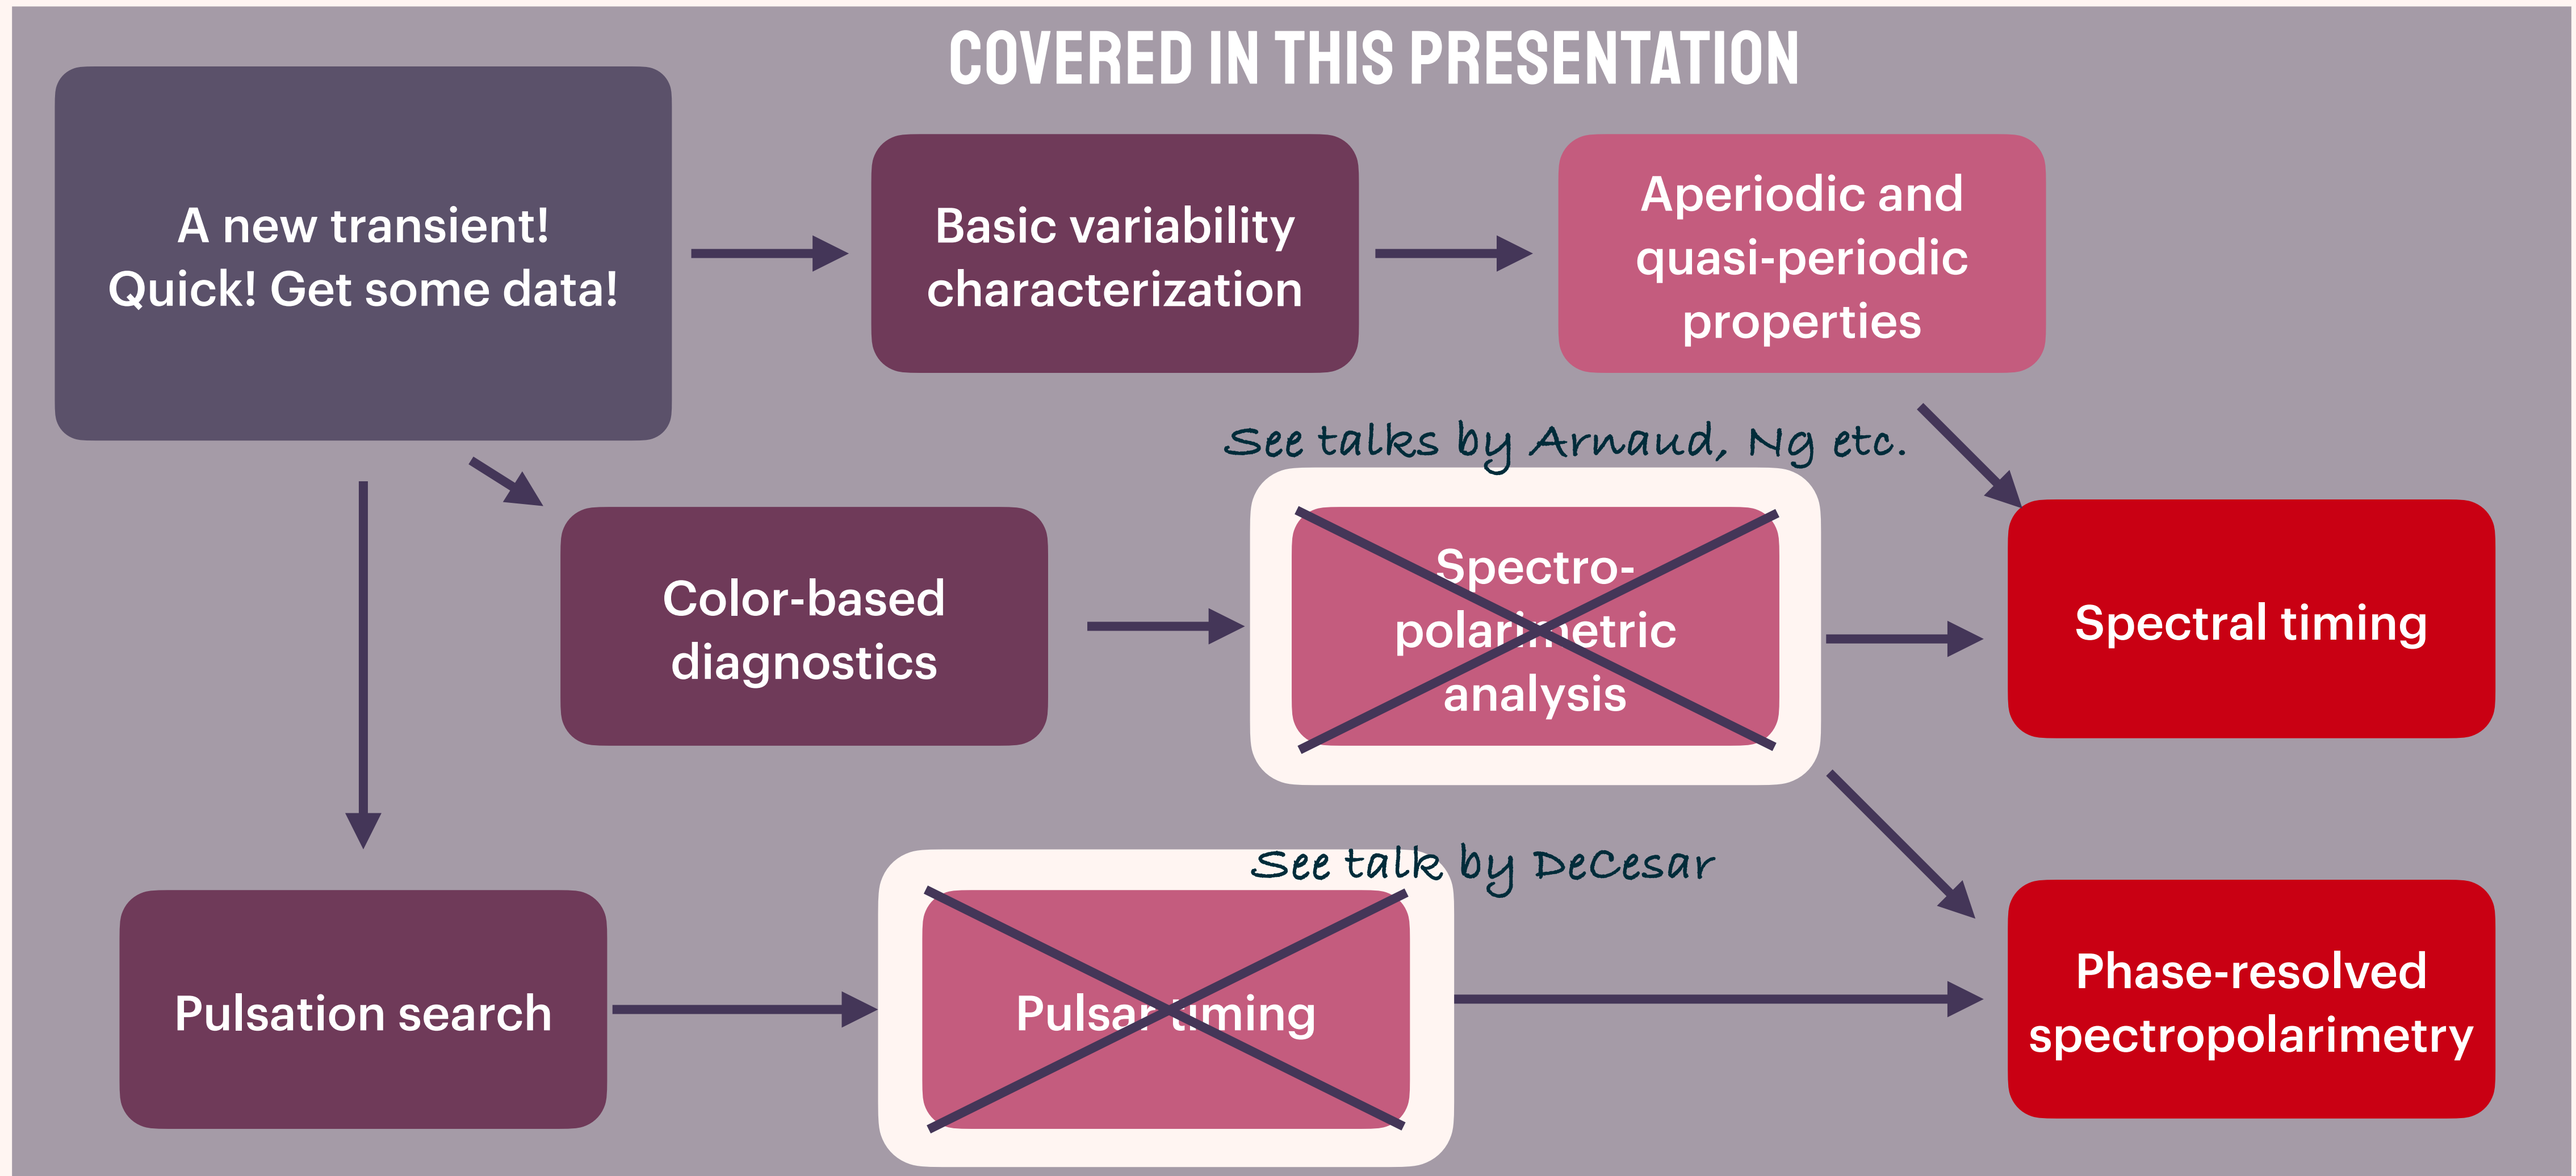 COVERED IN THIS PRESENTATION
A new transient!
Quick! Get some data!
Basic variability
characterization
Aperiodic and
quasi-periodic
properties
See talks by Arnaud, Ng etc.
Color-based
diagnostics
Spectro-
polarimetric
analysis
Spectral timing
See talk by DeCesar
Pulsation search
Pulsar timing
Phase-resolved
spectropolarimetry